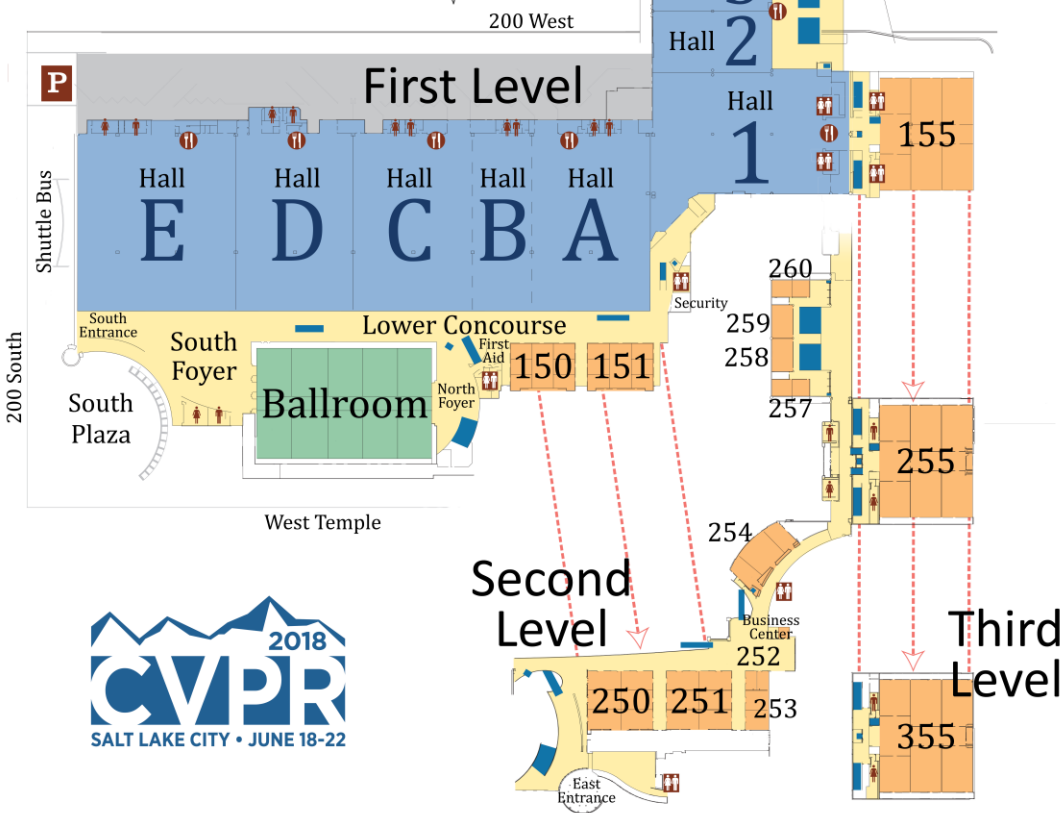 200 West
3
Hall 2
P
First Level
Hall
1
155
Hall
E
Hall
D
Hall
C
Hall
B
Hall
A
Shuttle Bus
260
Security
259
258
257
South
Entrance
South
Foyer
Lower Concourse
First
Aid
150
151
North
Foyer
Ballroom
200 South
South
Plaza
255
West Temple
254
Second
Level
Business
Center
252
Third
Level
250
251
253
355
East
Entrance
2018
CVPR
SALT LAKE CITY • JUNE 18-22